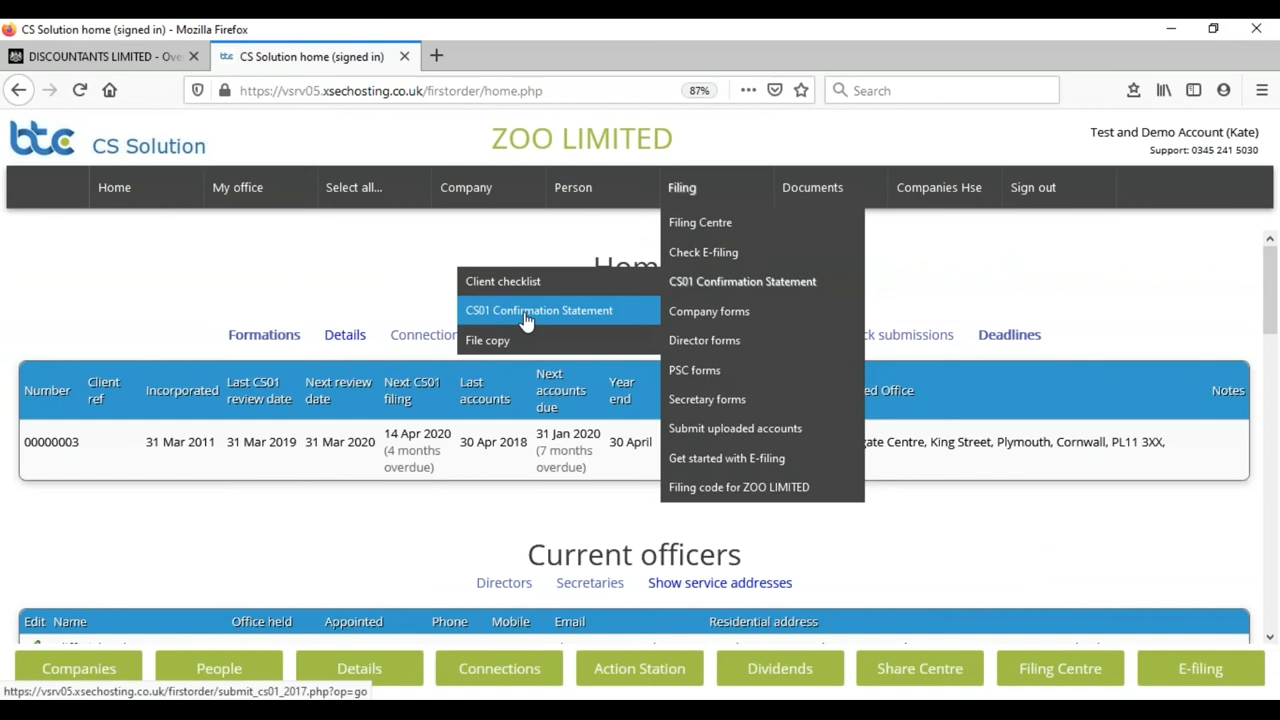 CS Solution home (signed in) - Mozilla Firefox
DISCOUNTANTS LIMITED - Ove
CS Solution home (signed in)
https://vsrv05.xsechosting.co.uk/firstorder/home.php
87%
Search
btc CS Solution
ZOO LIMITED
Test and Demo Account (Kate)
Support: 0345 241 5030
Home
My office
Select all...
Company
Person
Filing
Documents
Companies Hse
Sign out
Filing Centre
Check E-filing
CS01 Confirmation Statement
Company forms
Director forms
PSC forms
Secretary forms
Submit uploaded accounts
Get started with E-filing
Filing code for ZOO LIMITED
Client checklist
CS01 Confirmation Statement
File copy
Formations
Details
Deadlines
Number
Client
ref
Incorporated
Last CS01
review date
Next review
date
Next CS01
filing
Last
accounts
Next
accounts
due
Year
end
Office
Notes
00000003
31 Mar 2011
31 Mar 2019
31 Mar 2020
14 Apr 2020
(4 months
overdue)
30 Apr 2018
31 Jan 2020
(7 months
overdue)
30 April
gate Centre, King Street, Plymouth, Cornwall, PL11 3XX,
Current officers
Directors
Secretaries
Show service addresses
Edit
Name
Office held
Appointed
Phone
Mobile
Email
Residential address
Companies
People
Details
Connections
Action Station
Dividends
Share Centre
Filing Centre
E-filing
https://vsrv05.xsechosting.co.uk/firstorder/submit_cs01_2017.php?op=go